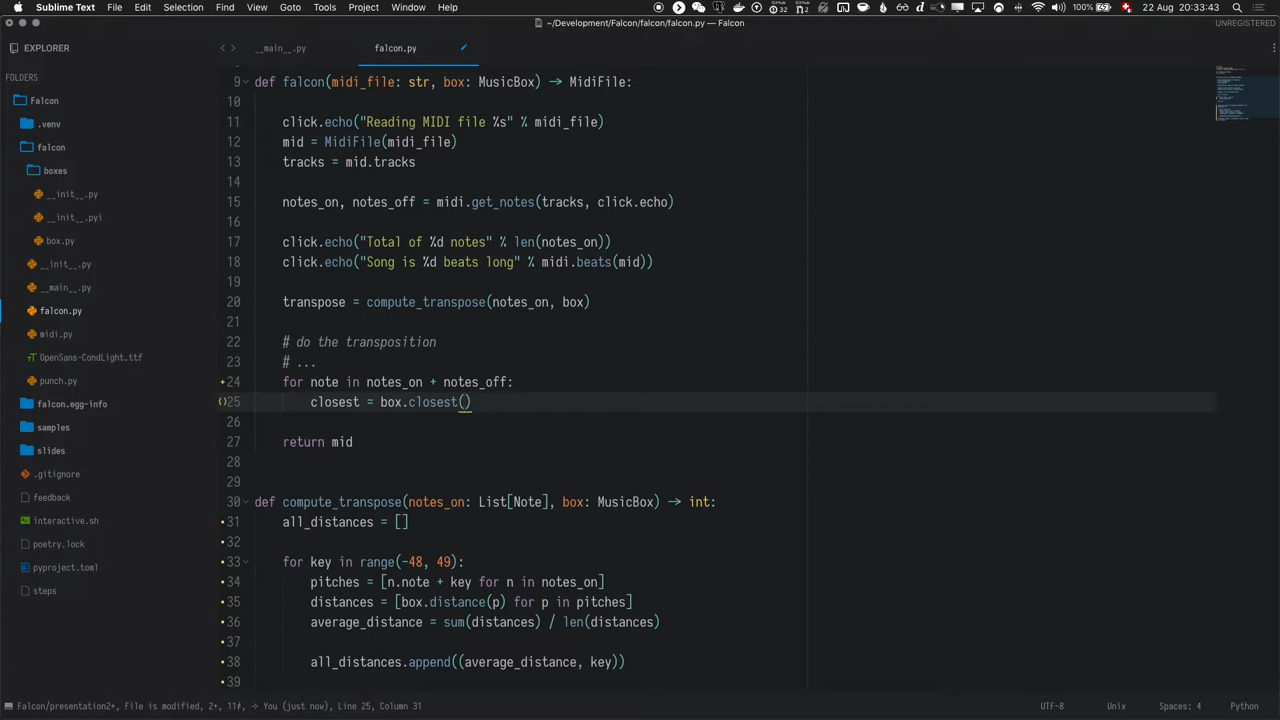 Sublime Text File Edit Selection Find View Goto Tools Project Window Help 100% 22 Aug 20:33:43
~/Development/Falcon/falcon/falcon.py — Falcon UNREGISTERED
EXPLORER __main__.py falcon.py
FOLDERS
Falcon
.venv
falcon
boxes
__init__.py
__init__.pyi
box.py
__init__.py
__main__.py
falcon.py
midi.py
OpenSans-CondLight.ttf
punch.py
falcon.egg-info
samples
slides
.gitignore
feedback
interactive.sh
poetry.lock
pyproject.toml
steps
9 def falcon(midi_file: str, box: MusicBox) -> MidiFile:
10
11 click.echo("Reading MIDI file %s" % midi_file)
12 mid = MidiFile(midi_file)
13 tracks = mid.tracks
14
15 notes_on, notes_off = midi.get_notes(tracks, click.echo)
16
17 click.echo("Total of %d notes" % len(notes_on))
18 click.echo("Song is %d beats long" % midi.beats(mid))
19
20 transpose = compute_transpose(notes_on, box)
21
22 # do the transposition
23 # ...
24 for note in notes_on + notes_off:
25 closest = box.closest()
26
27 return mid
28
29
30 def compute_transpose(notes_on: List[Note], box: MusicBox) -> int:
31 all_distances = []
32
33 for key in range(-48, 49):
34 pitches = [n.note + key for n in notes_on]
35 distances = [box.distance(p) for p in pitches]
36 average_distance = sum(distances) / len(distances)
37
38 all_distances.append((average_distance, key))
39
Falcon/presentation2*, File is modified, 2+, 11≠, -> You (just now), Line 25, Column 31 UTF-8 Unix Spaces: 4 Python